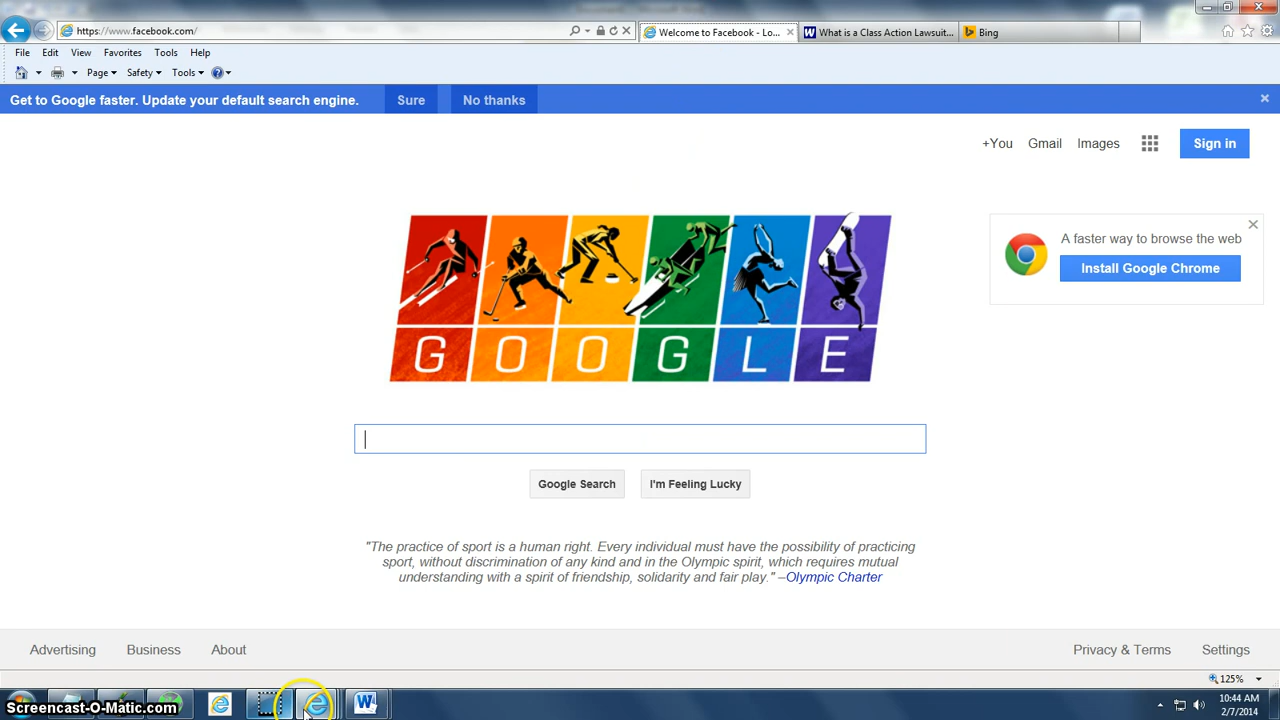 https://www.facebook.com/
Welcome to Facebook - Lo...
What is a Class Action Lawsuit...
Bing
File Edit View Favorites Tools Help
Page Safety Tools
Get to Google faster. Update your default search engine. Sure No thanks
+You Gmail Images Sign in
A faster way to browse the web
Install Google Chrome
GOOGLE
Google Search I'm Feeling Lucky
"The practice of sport is a human right. Every individual must have the possibility of practicing
sport, without discrimination of any kind and in the Olympic spirit, which requires mutual
understanding with a spirit of friendship, solidarity and fair play." –Olympic Charter
Advertising Business About Privacy & Terms Settings
125%
Screencast-O-Matic.com
10:44 AM
2/7/2014